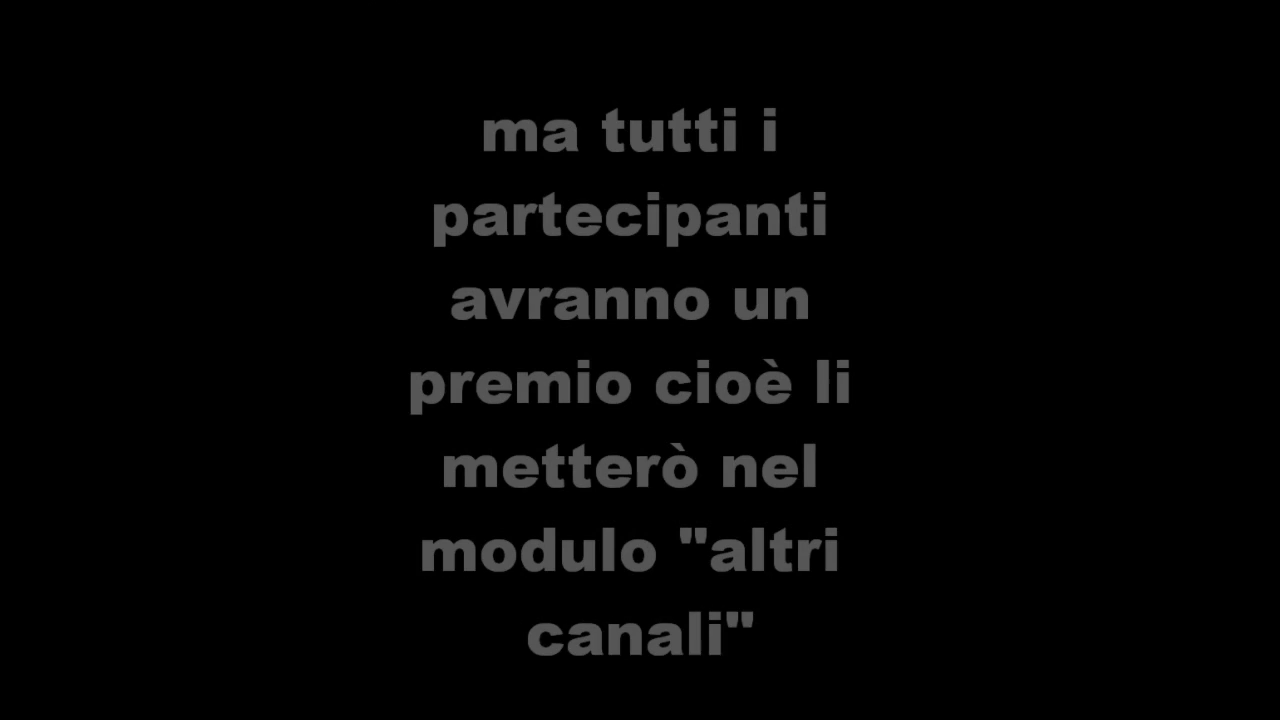 ma tutti i
partecipanti
avranno un
premio cioè li
metterò nel
modulo "altri
canali"